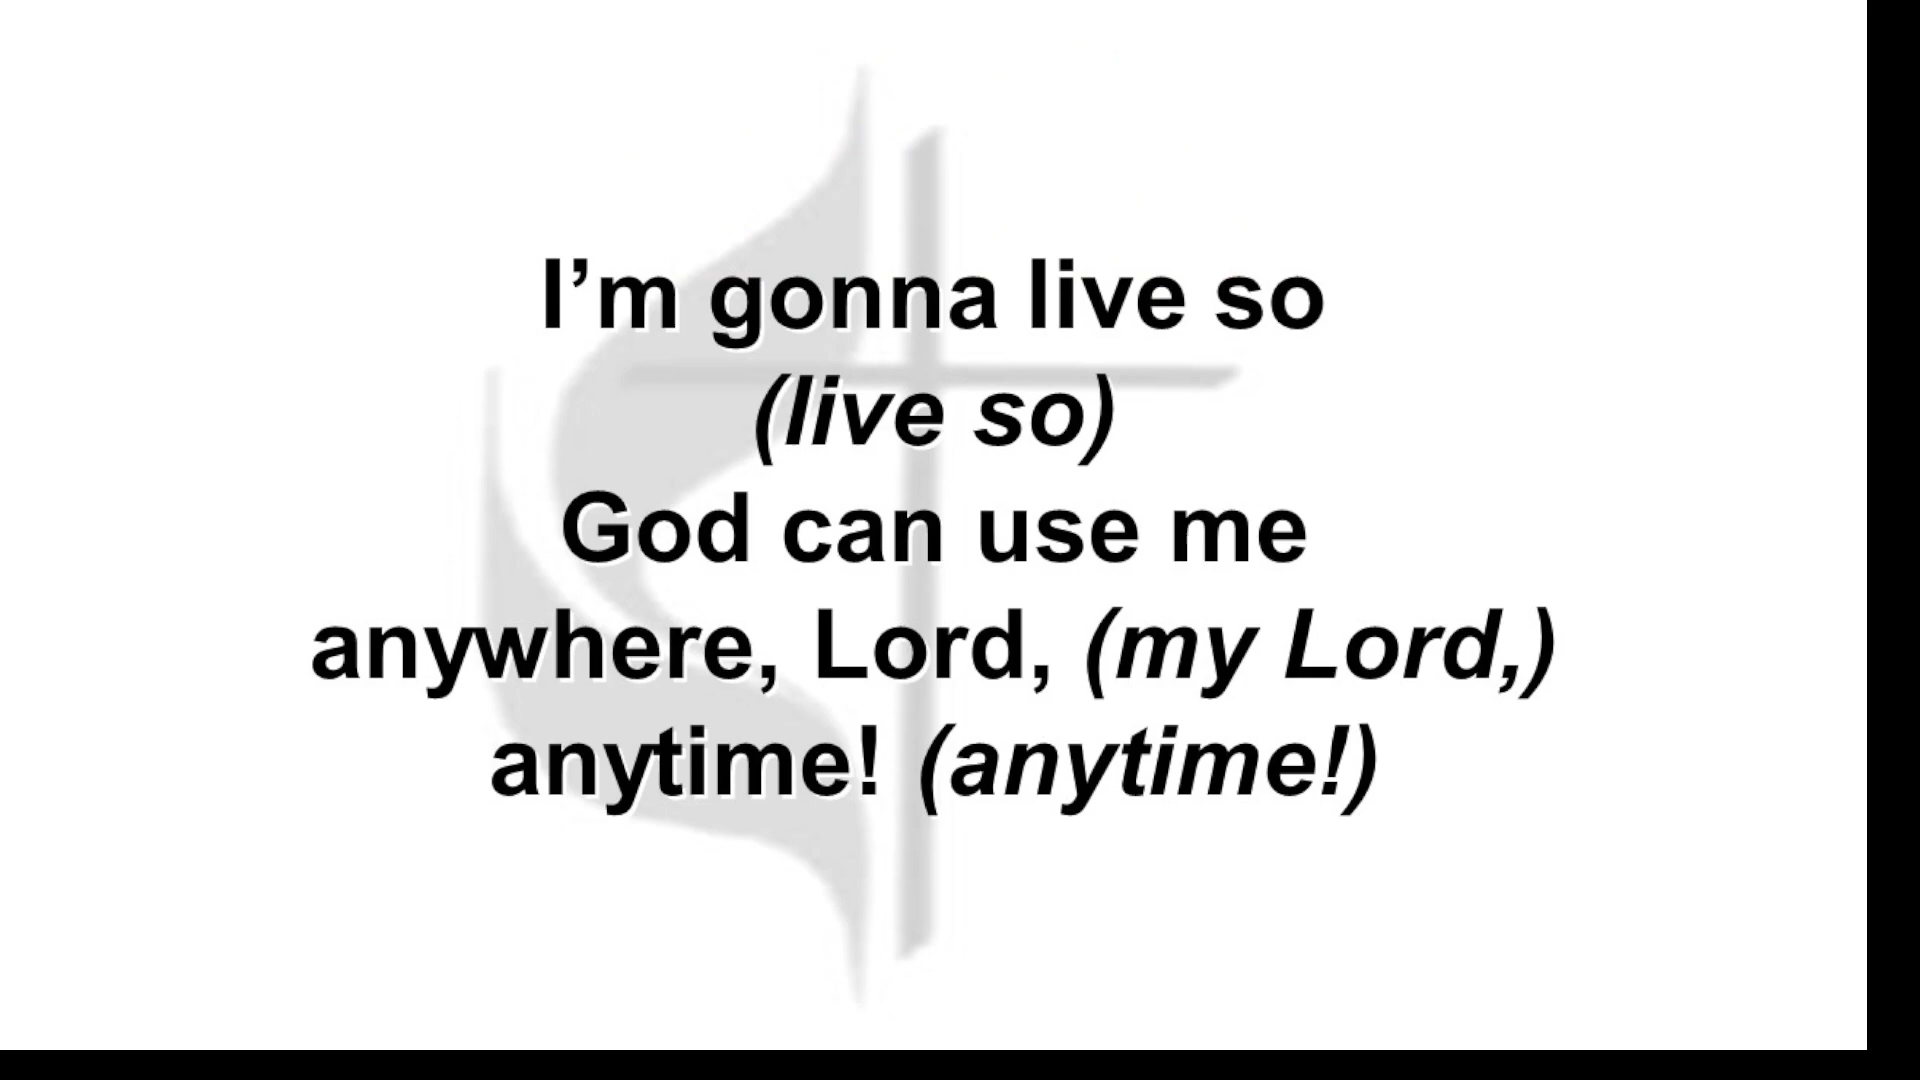 I’m gonna live so
(live so)
God can use me
anywhere, Lord, (my Lord,)
anytime! (anytime!)